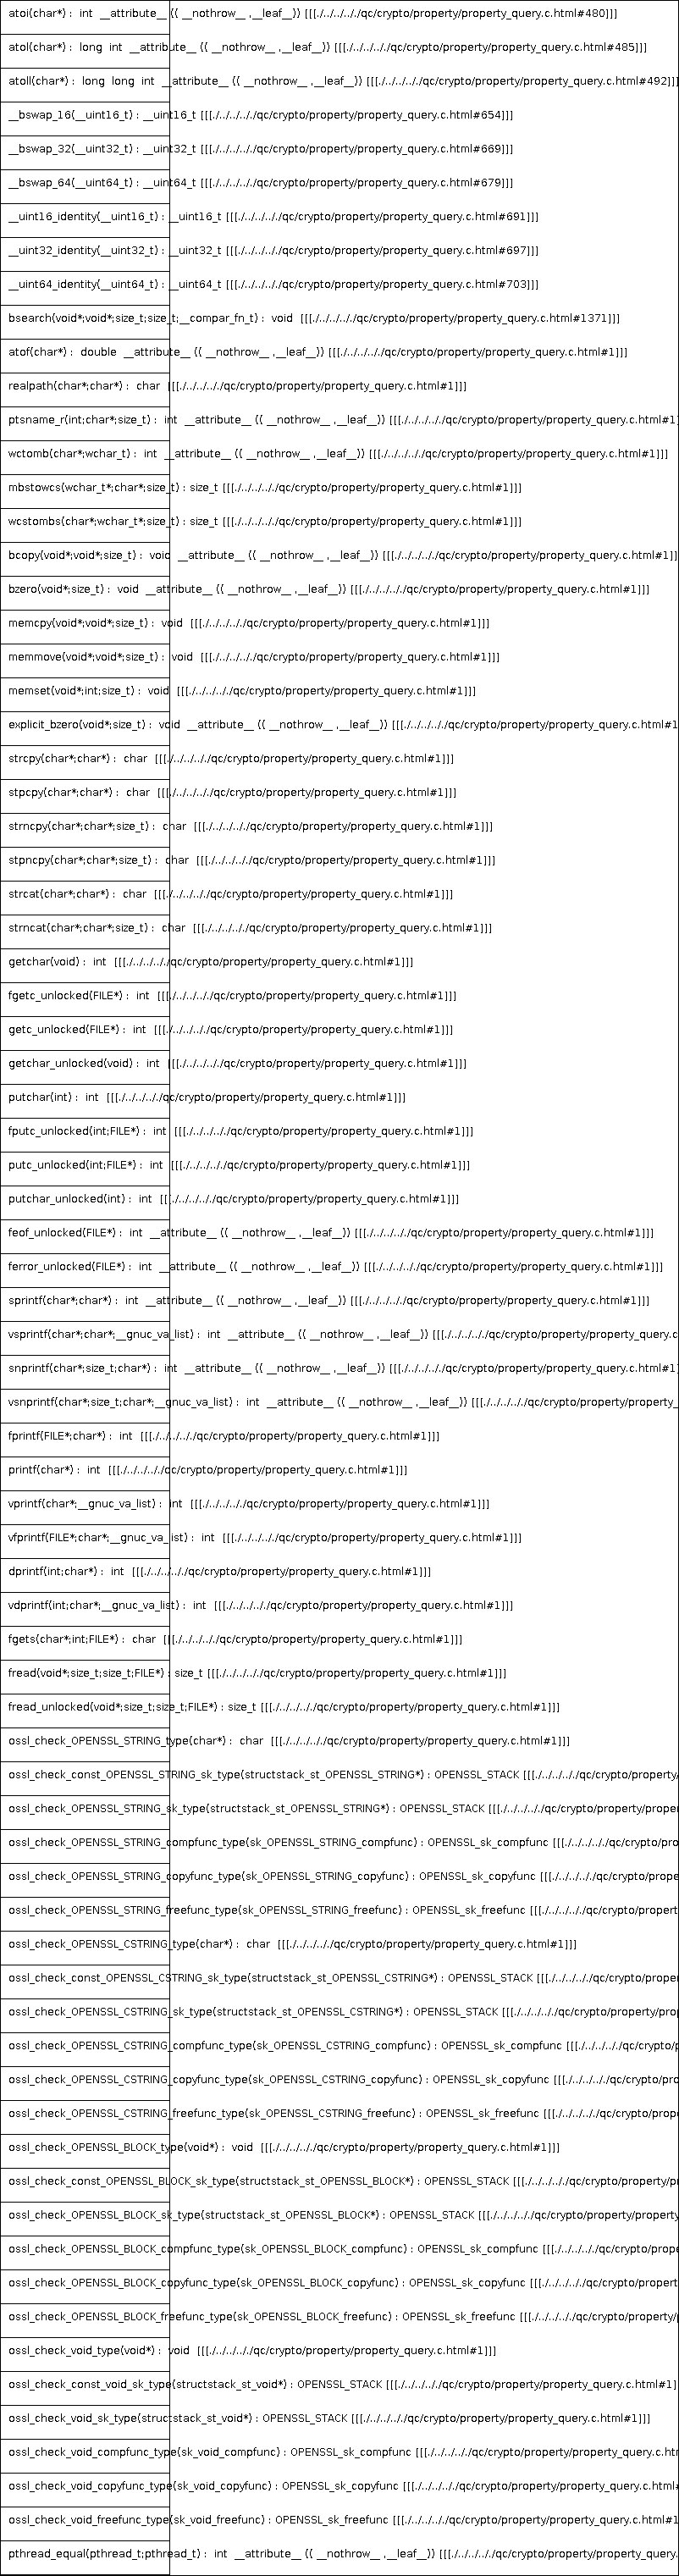 atoi(char*) :  int  __attribute__ (( __nothrow__ ,__leaf__)) [[[./../../../qc/crypto/property/property_query.c.html#480]]]
atol(char*) :  long  int  __attribute__ (( __nothrow__ ,__leaf__)) [[[./../../../qc/crypto/property/property_query.c.html#485]]]
atoll(char*) :  long  long  int  __attribute__ (( __nothrow__ ,__leaf__)) [[[./../../../qc/crypto/property/property_query.c.html#492]]]
__bswap_16(__uint16_t) : __uint16_t [[[./../../../qc/crypto/property/property_query.c.html#654]]]
__bswap_32(__uint32_t) : __uint32_t [[[./../../../qc/crypto/property/property_query.c.html#669]]]
__bswap_64(__uint64_t) : __uint64_t [[[./../../../qc/crypto/property/property_query.c.html#679]]]
__uint16_identity(__uint16_t) : __uint16_t [[[./../../../qc/crypto/property/property_query.c.html#691]]]
__uint32_identity(__uint32_t) : __uint32_t [[[./../../../qc/crypto/property/property_query.c.html#697]]]
__uint64_identity(__uint64_t) : __uint64_t [[[./../../../qc/crypto/property/property_query.c.html#703]]]
bsearch(void*;void*;size_t;size_t;__compar_fn_t) :  void  [[[./../../../qc/crypto/property/property_query.c.html#1371]]]
atof(char*) :  double  __attribute__ (( __nothrow__ ,__leaf__)) [[[./../../../qc/crypto/property/property_query.c.html#1]]]
realpath(char*;char*) :  char  [[[./../../../qc/crypto/property/property_query.c.html#1]]]
ptsname_r(int;char*;size_t) :  int  __attribute__ (( __nothrow__ ,__leaf__)) [[[./../../../qc/crypto/property/property_query.c.html#1]
wctomb(char*;wchar_t) :  int  __attribute__ (( __nothrow__ ,__leaf__)) [[[./../../../qc/crypto/property/property_query.c.html#1]]]
mbstowcs(wchar_t*;char*;size_t) : size_t [[[./../../../qc/crypto/property/property_query.c.html#1]]]
wcstombs(char*;wchar_t*;size_t) : size_t [[[./../../../qc/crypto/property/property_query.c.html#1]]]
bcopy(void*;void*;size_t) :  void  __attribute__ (( __nothrow__ ,__leaf__)) [[[./../../../qc/crypto/property/property_query.c.html#1]]]
bzero(void*;size_t) :  void  __attribute__ (( __nothrow__ ,__leaf__)) [[[./../../../qc/crypto/property/property_query.c.html#1]]]
memcpy(void*;void*;size_t) :  void  [[[./../../../qc/crypto/property/property_query.c.html#1]]]
memmove(void*;void*;size_t) :  void  [[[./../../../qc/crypto/property/property_query.c.html#1]]]
memset(void*;int;size_t) :  void  [[[./../../../qc/crypto/property/property_query.c.html#1]]]
explicit_bzero(void*;size_t) :  void  __attribute__ (( __nothrow__ ,__leaf__)) [[[./../../../qc/crypto/property/property_query.c.html#1
strcpy(char*;char*) :  char  [[[./../../../qc/crypto/property/property_query.c.html#1]]]
stpcpy(char*;char*) :  char  [[[./../../../qc/crypto/property/property_query.c.html#1]]]
strncpy(char*;char*;size_t) :  char  [[[./../../../qc/crypto/property/property_query.c.html#1]]]
stpncpy(char*;char*;size_t) :  char  [[[./../../../qc/crypto/property/property_query.c.html#1]]]
strcat(char*;char*) :  char  [[[./../../../qc/crypto/property/property_query.c.html#1]]]
strncat(char*;char*;size_t) :  char  [[[./../../../qc/crypto/property/property_query.c.html#1]]]
getchar(void) :  int  [[[./../../../qc/crypto/property/property_query.c.html#1]]]
fgetc_unlocked(FILE*) :  int  [[[./../../../qc/crypto/property/property_query.c.html#1]]]
getc_unlocked(FILE*) :  int  [[[./../../../qc/crypto/property/property_query.c.html#1]]]
getchar_unlocked(void) :  int  [[[./../../../qc/crypto/property/property_query.c.html#1]]]
putchar(int) :  int  [[[./../../../qc/crypto/property/property_query.c.html#1]]]
fputc_unlocked(int;FILE*) :  int  [[[./../../../qc/crypto/property/property_query.c.html#1]]]
putc_unlocked(int;FILE*) :  int  [[[./../../../qc/crypto/property/property_query.c.html#1]]]
putchar_unlocked(int) :  int  [[[./../../../qc/crypto/property/property_query.c.html#1]]]
feof_unlocked(FILE*) :  int  __attribute__ (( __nothrow__ ,__leaf__)) [[[./../../../qc/crypto/property/property_query.c.html#1]]]
ferror_unlocked(FILE*) :  int  __attribute__ (( __nothrow__ ,__leaf__)) [[[./../../../qc/crypto/property/property_query.c.html#1]]]
sprintf(char*;char*) :  int  __attribute__ (( __nothrow__ ,__leaf__)) [[[./../../../qc/crypto/property/property_query.c.html#1]]]
vsprintf(char*;char*;__gnuc_va_list) :  int  __attribute__ (( __nothrow__ ,__leaf__)) [[[./../../../qc/crypto/property/property_query.c
snprintf(char*;size_t;char*) :  int  __attribute__ (( __nothrow__ ,__leaf__)) [[[./../../../qc/crypto/property/property_query.c.html#1]
vsnprintf(char*;size_t;char*;__gnuc_va_list) :  int  __attribute__ (( __nothrow__ ,__leaf__)) [[[./../../../qc/crypto/property/property_
fprintf(FILE*;char*) :  int  [[[./../../../qc/crypto/property/property_query.c.html#1]]]
printf(char*) :  int  [[[./../../../qc/crypto/property/property_query.c.html#1]]]
vprintf(char*;__gnuc_va_list) :  int  [[[./../../../qc/crypto/property/property_query.c.html#1]]]
vfprintf(FILE*;char*;__gnuc_va_list) :  int  [[[./../../../qc/crypto/property/property_query.c.html#1]]]
dprintf(int;char*) :  int  [[[./../../../qc/crypto/property/property_query.c.html#1]]]
vdprintf(int;char*;__gnuc_va_list) :  int  [[[./../../../qc/crypto/property/property_query.c.html#1]]]
fgets(char*;int;FILE*) :  char  [[[./../../../qc/crypto/property/property_query.c.html#1]]]
fread(void*;size_t;size_t;FILE*) : size_t [[[./../../../qc/crypto/property/property_query.c.html#1]]]
fread_unlocked(void*;size_t;size_t;FILE*) : size_t [[[./../../../qc/crypto/property/property_query.c.html#1]]]
ossl_check_OPENSSL_STRING_type(char*) :  char  [[[./../../../qc/crypto/property/property_query.c.html#1]]]
ossl_check_const_OPENSSL_STRING_sk_type(structstack_st_OPENSSL_STRING*) : OPENSSL_STACK [[[./../../../qc/crypto/property/
ossl_check_OPENSSL_STRING_sk_type(structstack_st_OPENSSL_STRING*) : OPENSSL_STACK [[[./../../../qc/crypto/property/proper
ossl_check_OPENSSL_STRING_compfunc_type(sk_OPENSSL_STRING_compfunc) : OPENSSL_sk_compfunc [[[./../../../qc/crypto/pro
ossl_check_OPENSSL_STRING_copyfunc_type(sk_OPENSSL_STRING_copyfunc) : OPENSSL_sk_copyfunc [[[./../../../qc/crypto/prope
ossl_check_OPENSSL_STRING_freefunc_type(sk_OPENSSL_STRING_freefunc) : OPENSSL_sk_freefunc [[[./../../../qc/crypto/propert
ossl_check_OPENSSL_CSTRING_type(char*) :  char  [[[./../../../qc/crypto/property/property_query.c.html#1]]]
ossl_check_const_OPENSSL_CSTRING_sk_type(structstack_st_OPENSSL_CSTRING*) : OPENSSL_STACK [[[./../../../qc/crypto/proper
ossl_check_OPENSSL_CSTRING_sk_type(structstack_st_OPENSSL_CSTRING*) : OPENSSL_STACK [[[./../../../qc/crypto/property/prop
ossl_check_OPENSSL_CSTRING_compfunc_type(sk_OPENSSL_CSTRING_compfunc) : OPENSSL_sk_compfunc [[[./../../../qc/crypto/p
ossl_check_OPENSSL_CSTRING_copyfunc_type(sk_OPENSSL_CSTRING_copyfunc) : OPENSSL_sk_copyfunc [[[./../../../qc/crypto/pro
ossl_check_OPENSSL_CSTRING_freefunc_type(sk_OPENSSL_CSTRING_freefunc) : OPENSSL_sk_freefunc [[[./../../../qc/crypto/prope
ossl_check_OPENSSL_BLOCK_type(void*) :  void  [[[./../../../qc/crypto/property/property_query.c.html#1]]]
ossl_check_const_OPENSSL_BLOCK_sk_type(structstack_st_OPENSSL_BLOCK*) : OPENSSL_STACK [[[./../../../qc/crypto/property/pr
ossl_check_OPENSSL_BLOCK_sk_type(structstack_st_OPENSSL_BLOCK*) : OPENSSL_STACK [[[./../../../qc/crypto/property/property
ossl_check_OPENSSL_BLOCK_compfunc_type(sk_OPENSSL_BLOCK_compfunc) : OPENSSL_sk_compfunc [[[./../../../qc/crypto/prope
ossl_check_OPENSSL_BLOCK_copyfunc_type(sk_OPENSSL_BLOCK_copyfunc) : OPENSSL_sk_copyfunc [[[./../../../qc/crypto/propert
ossl_check_OPENSSL_BLOCK_freefunc_type(sk_OPENSSL_BLOCK_freefunc) : OPENSSL_sk_freefunc [[[./../../../qc/crypto/property/p
ossl_check_void_type(void*) :  void  [[[./../../../qc/crypto/property/property_query.c.html#1]]]
ossl_check_const_void_sk_type(structstack_st_void*) : OPENSSL_STACK [[[./../../../qc/crypto/property/property_query.c.html#1]
ossl_check_void_sk_type(structstack_st_void*) : OPENSSL_STACK [[[./../../../qc/crypto/property/property_query.c.html#1]]]
ossl_check_void_compfunc_type(sk_void_compfunc) : OPENSSL_sk_compfunc [[[./../../../qc/crypto/property/property_query.c.htm
ossl_check_void_copyfunc_type(sk_void_copyfunc) : OPENSSL_sk_copyfunc [[[./../../../qc/crypto/property/property_query.c.html#
ossl_check_void_freefunc_type(sk_void_freefunc) : OPENSSL_sk_freefunc [[[./../../../qc/crypto/property/property_query.c.html#1
pthread_equal(pthread_t;pthread_t) :  int  __attribute__ (( __nothrow__ ,__leaf__)) [[[./../../../qc/crypto/property/property_query.